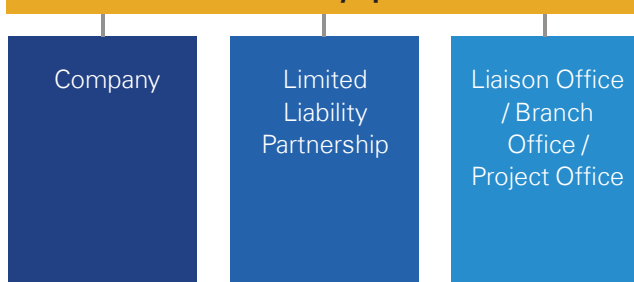 Company
Limited
Liability
Partnership
Liaison Office
/ Branch
Office /
Project Office